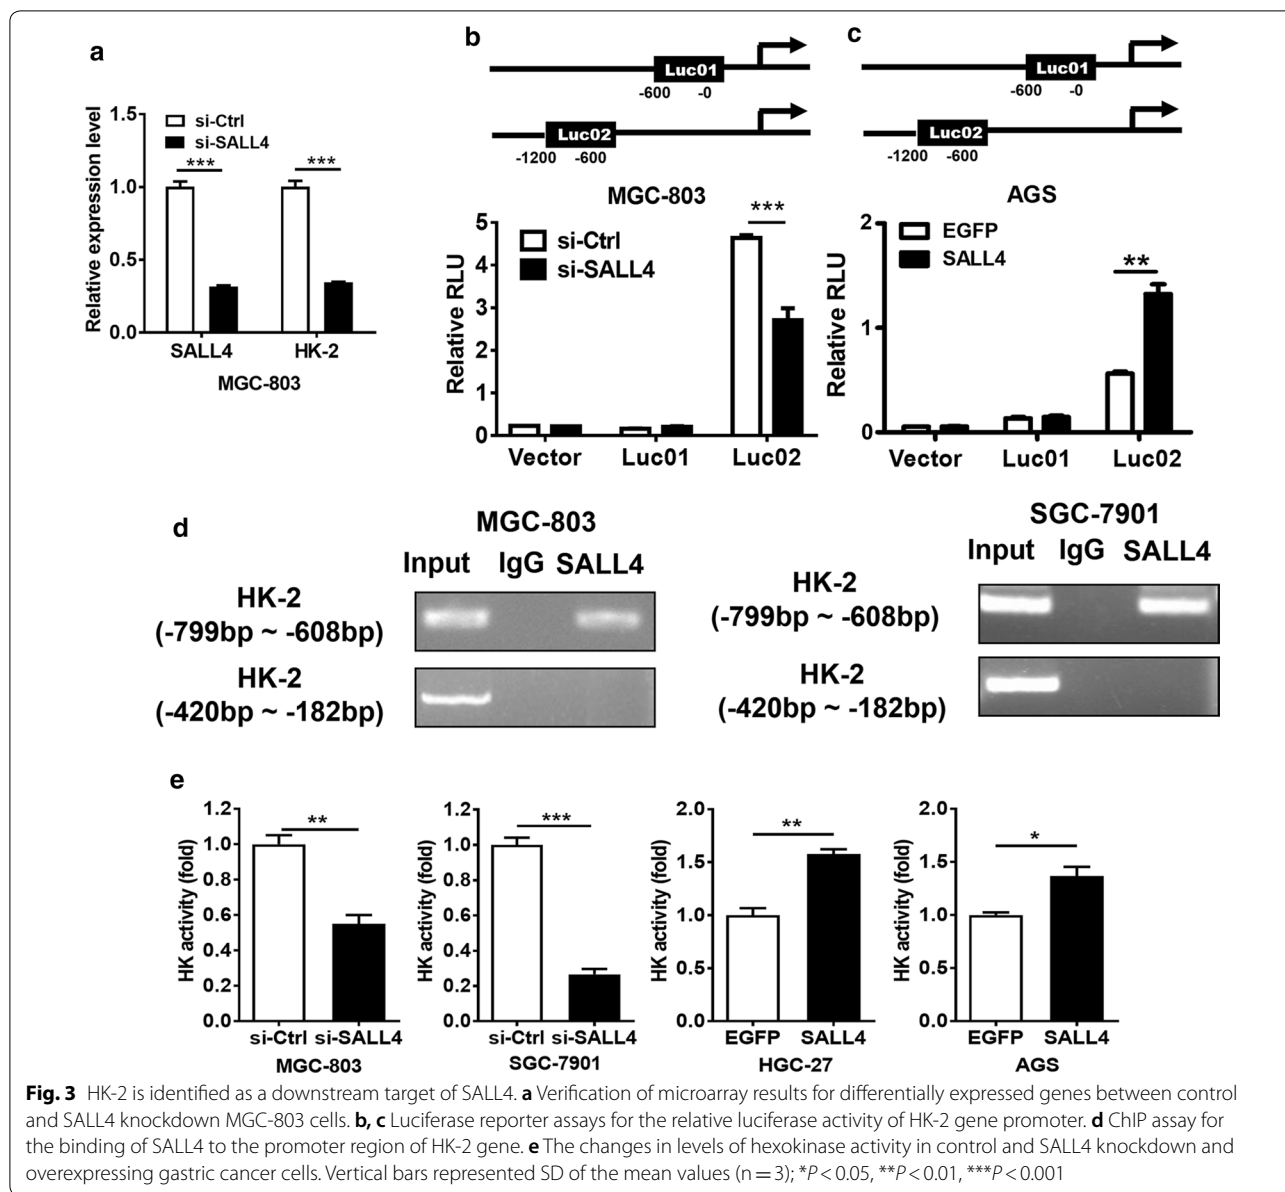 a
Relative expression level
1.5
1.0
0.5
0.0
si-Ctrl
si-SALL4
***
***
SALL4
HK-2
MGC-803
b
Luc01
-600
-0
Luc02
-1200
-600
MGC-803
Relative RLU
5
4
3
2
1
0
si-Ctrl
si-SALL4
***
Vector
Luc01
Luc02
c
Luc01
-600
-0
Luc02
-1200
-600
AGS
Relative RLU
2
1
0
EGFP
SALL4
**
Vector
Luc01
Luc02
d
MGC-803
Input IgG SALL4
HK-2
(-799bp ~ -608bp)
HK-2
(-420bp ~ -182bp)
SGC-7901
Input IgG SALL4
HK-2
(-799bp ~ -608bp)
HK-2
(-420bp ~ -182bp)
e
HK activity (fold)
1.2
1.0
0.8
0.6
0.4
0.2
0.0
**
si-Ctrl si-SALL4
MGC-803
HK activity (fold)
1.2
1.0
0.8
0.6
0.4
0.2
0.0
***
si-Ctrl si-SALL4
SGC-7901
HK activity (fold)
2.0
1.5
1.0
0.5
0.0
**
EGFP SALL4
HGC-27
HK activity (fold)
2.0
1.5
1.0
0.5
0.0
*
EGFP SALL4
AGS
Fig. 3 HK-2 is identified as a downstream target of SALL4. a Verification of microarray results for differentially expressed genes between control
and SALL4 knockdown MGC-803 cells. b, c Luciferase reporter assays for the relative luciferase activity of HK-2 gene promoter. d ChIP assay for
the binding of SALL4 to the promoter region of HK-2 gene. e The changes in levels of hexokinase activity in control and SALL4 knockdown and
overexpressing gastric cancer cells. Vertical bars represented SD of the mean values (n = 3); *P < 0.05, **P < 0.01, ***P < 0.001